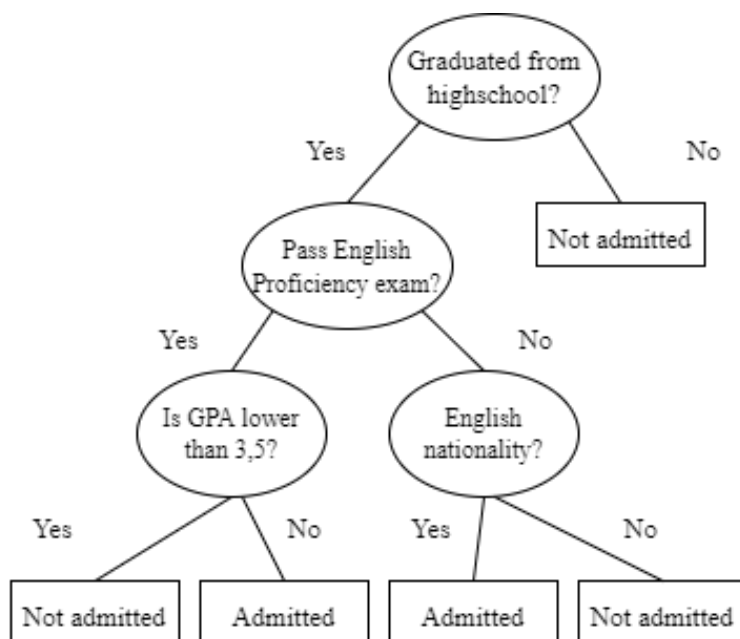 Graduated from
highschool?
Yes
No
Not admitted
Pass English
Proficiency exam?
Yes
No
Is GPA lower
than 3,5?
English
nationality?
Yes
No
Yes
No
Not admitted
Admitted
Admitted
Not admitted